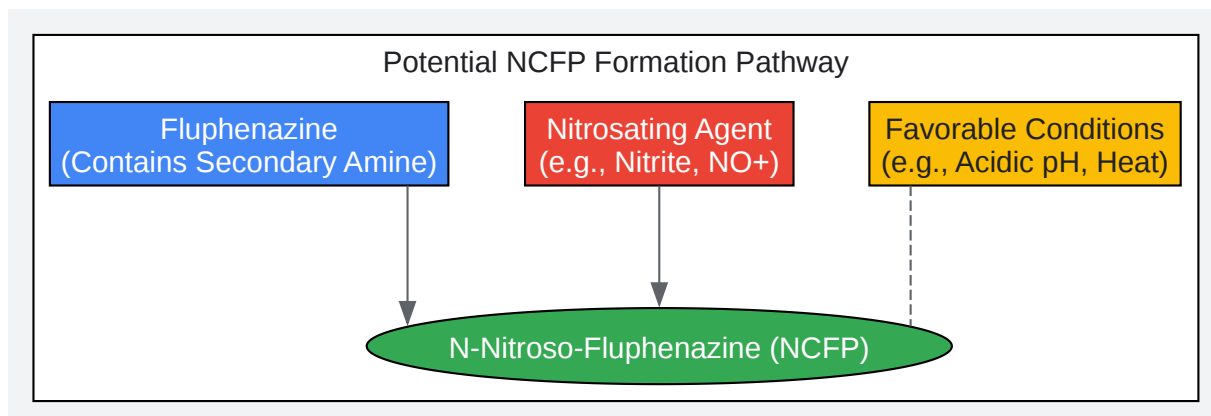 Potential NCFP Formation Pathway
Fluphenazine
(Contains Secondary Amine)
Nitrosating Agent
(e.g., Nitrite, NO+)
Favorable Conditions
(e.g., Acidic pH, Heat)
N-Nitroso-Fluphenazine (NCFP)